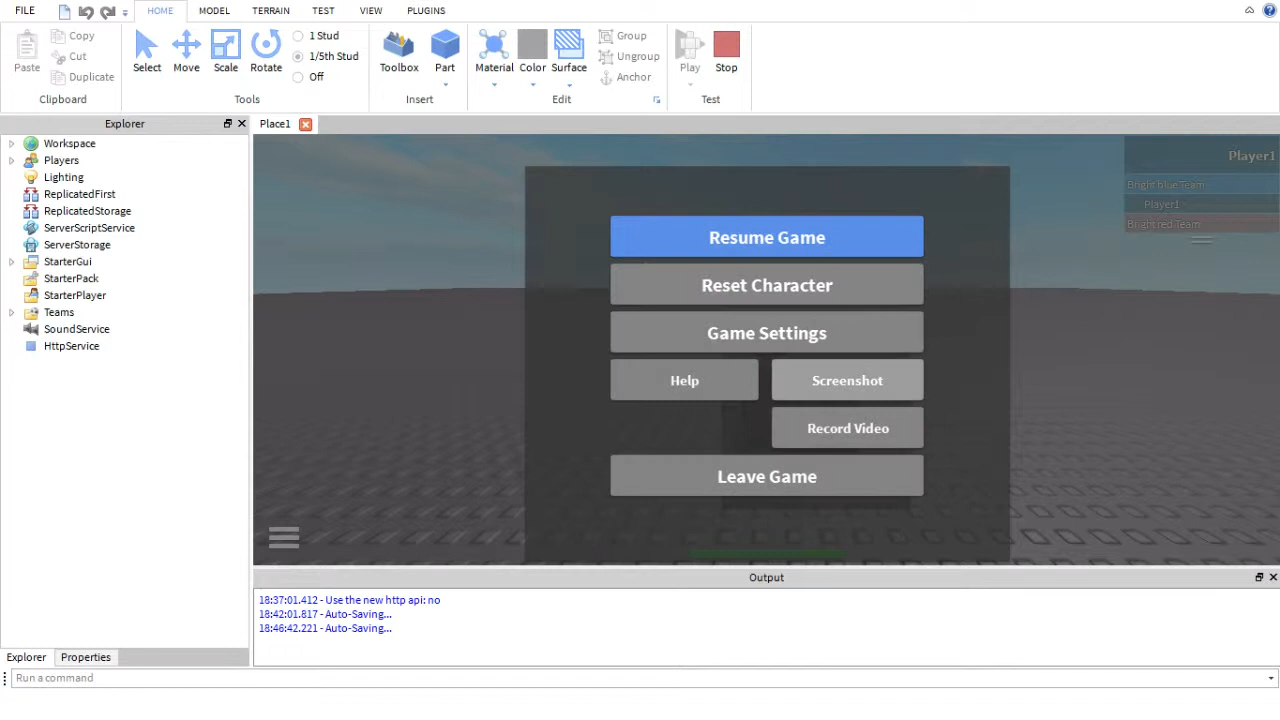 FILE HOME MODEL TERRAIN TEST VIEW PLUGINS
Paste Copy Cut Duplicate
Clipboard
Select Move Scale Rotate 1 Stud 1/5th Stud Off
Tools
Toolbox Part
Insert
Material Color Surface Group Ungroup Anchor
Edit
Play Stop
Test
Explorer
Workspace
Players
Lighting
ReplicatedFirst
ReplicatedStorage
ServerScriptService
ServerStorage
StarterGui
StarterPack
StarterPlayer
Teams
SoundService
HttpService
Explorer Properties
Place1
Player1
Bright blue Team
Player1
Bright red Team
Resume Game
Reset Character
Game Settings
Help Screenshot
Record Video
Leave Game
Output
18:37:01.412 - Use the new http api: no
18:42:01.817 - Auto-Saving...
18:46:42.221 - Auto-Saving...
Run a command